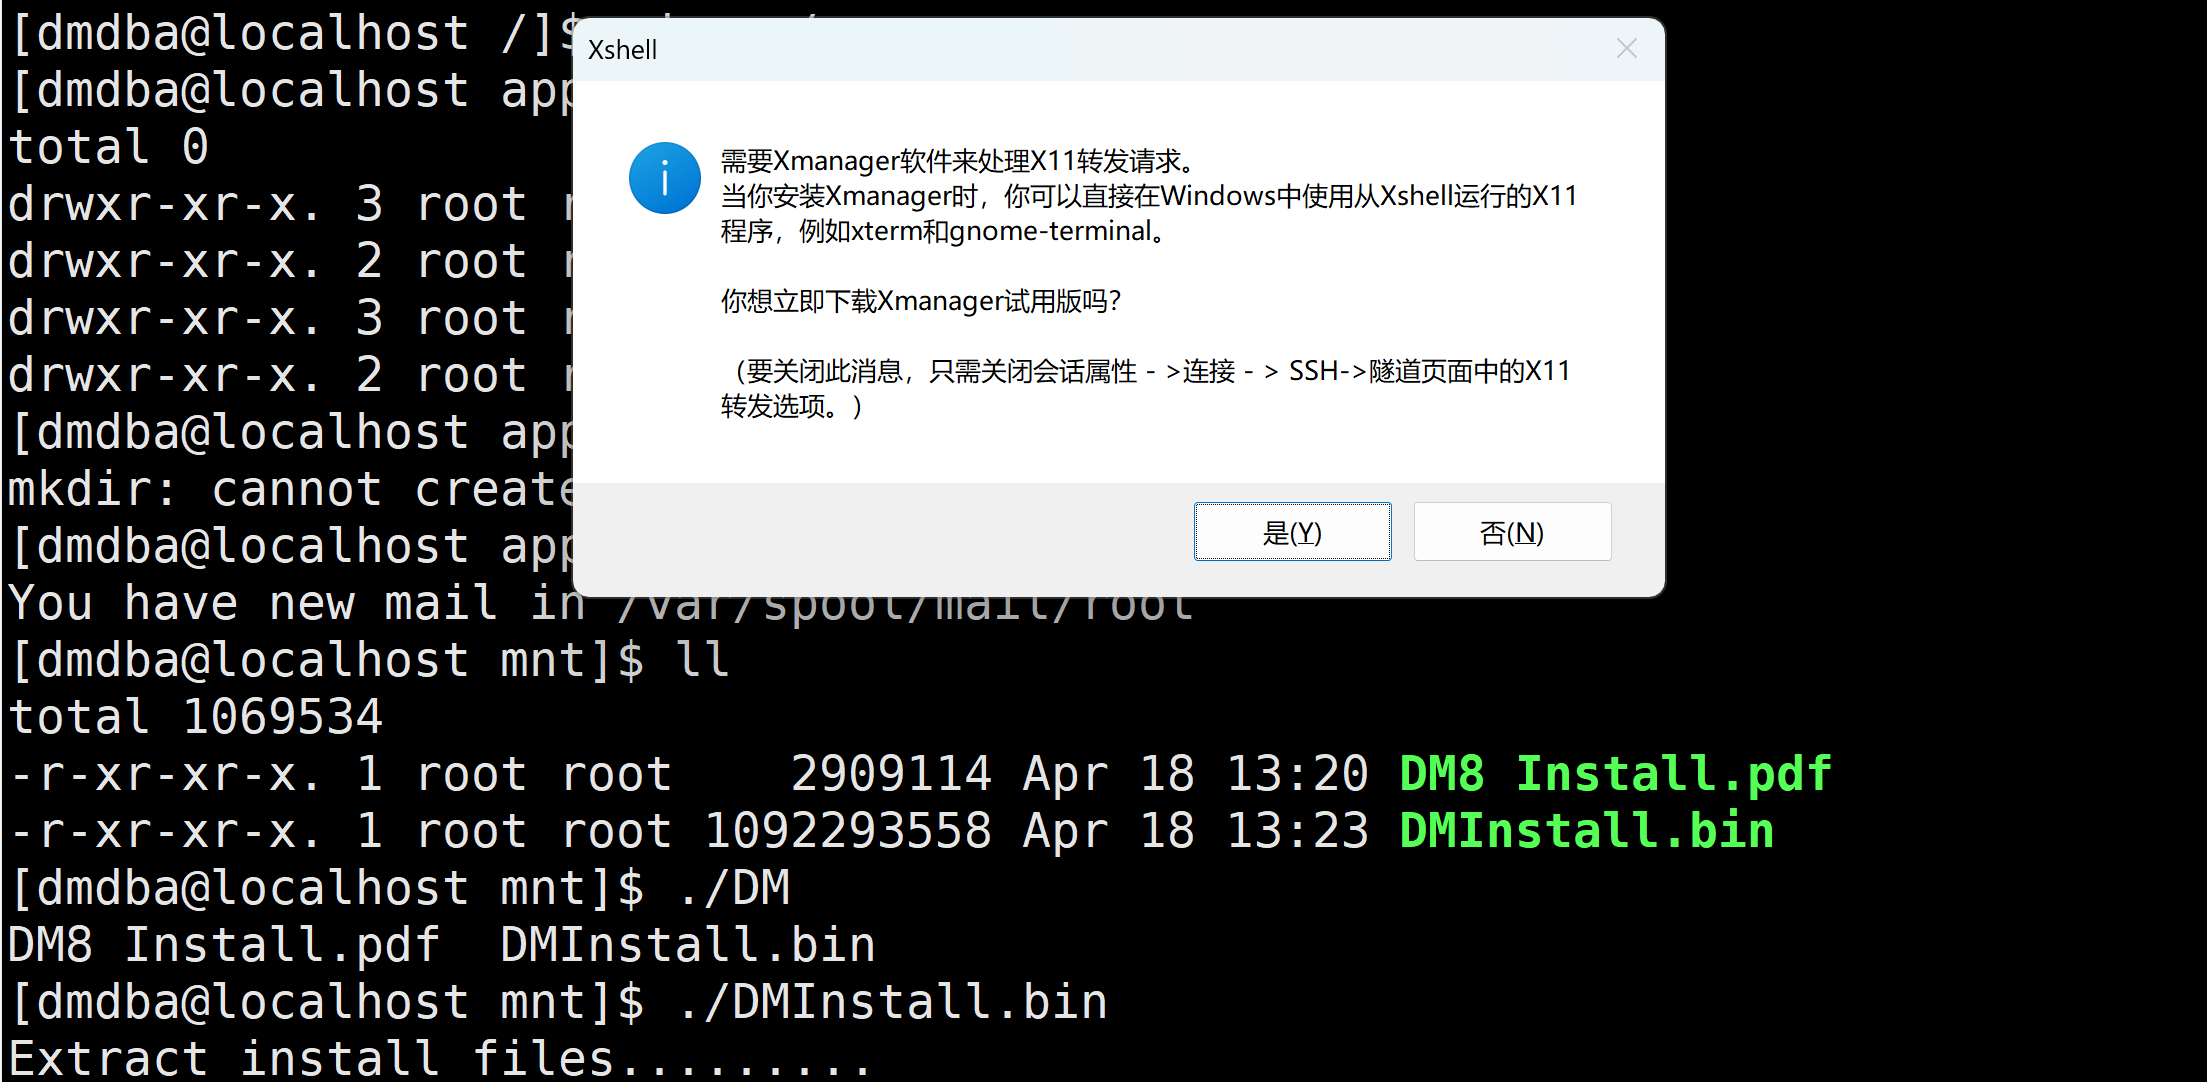 [dmdba@localhost /]$
Xshell
[dmdba@localhost app
total 0
需要Xmanager软件来处理X11转发请求。
当你安装Xmanager时，你可以直接在Windows中使用从Xshell运行的X11
程序，例如xterm和gnome-terminal。
你想立即下载Xmanager试用版吗？
（要关闭此消息，只需关闭会话属性 - >连接 - > SSH->隧道页面中的X11
转发选项。）
是(Y)
否(N)
drwxr-xr-x. 3 root
drwxr-xr-x. 2 root
drwxr-xr-x. 3 root
drwxr-xr-x. 2 root
[dmdba@localhost app
mkdir: cannot create
[dmdba@localhost app
You have new mail in /var/spool/mail/root
[dmdba@localhost mnt]$ ll
total 1069534
-r-xr-xr-x. 1 root root    2909114 Apr 18 13:20 DM8 Install.pdf
-r-xr-xr-x. 1 root root 1092293558 Apr 18 13:23 DMInstall.bin
[dmdba@localhost mnt]$ ./DM
DM8 Install.pdf  DMInstall.bin
[dmdba@localhost mnt]$ ./DMInstall.bin
Extract install files.........